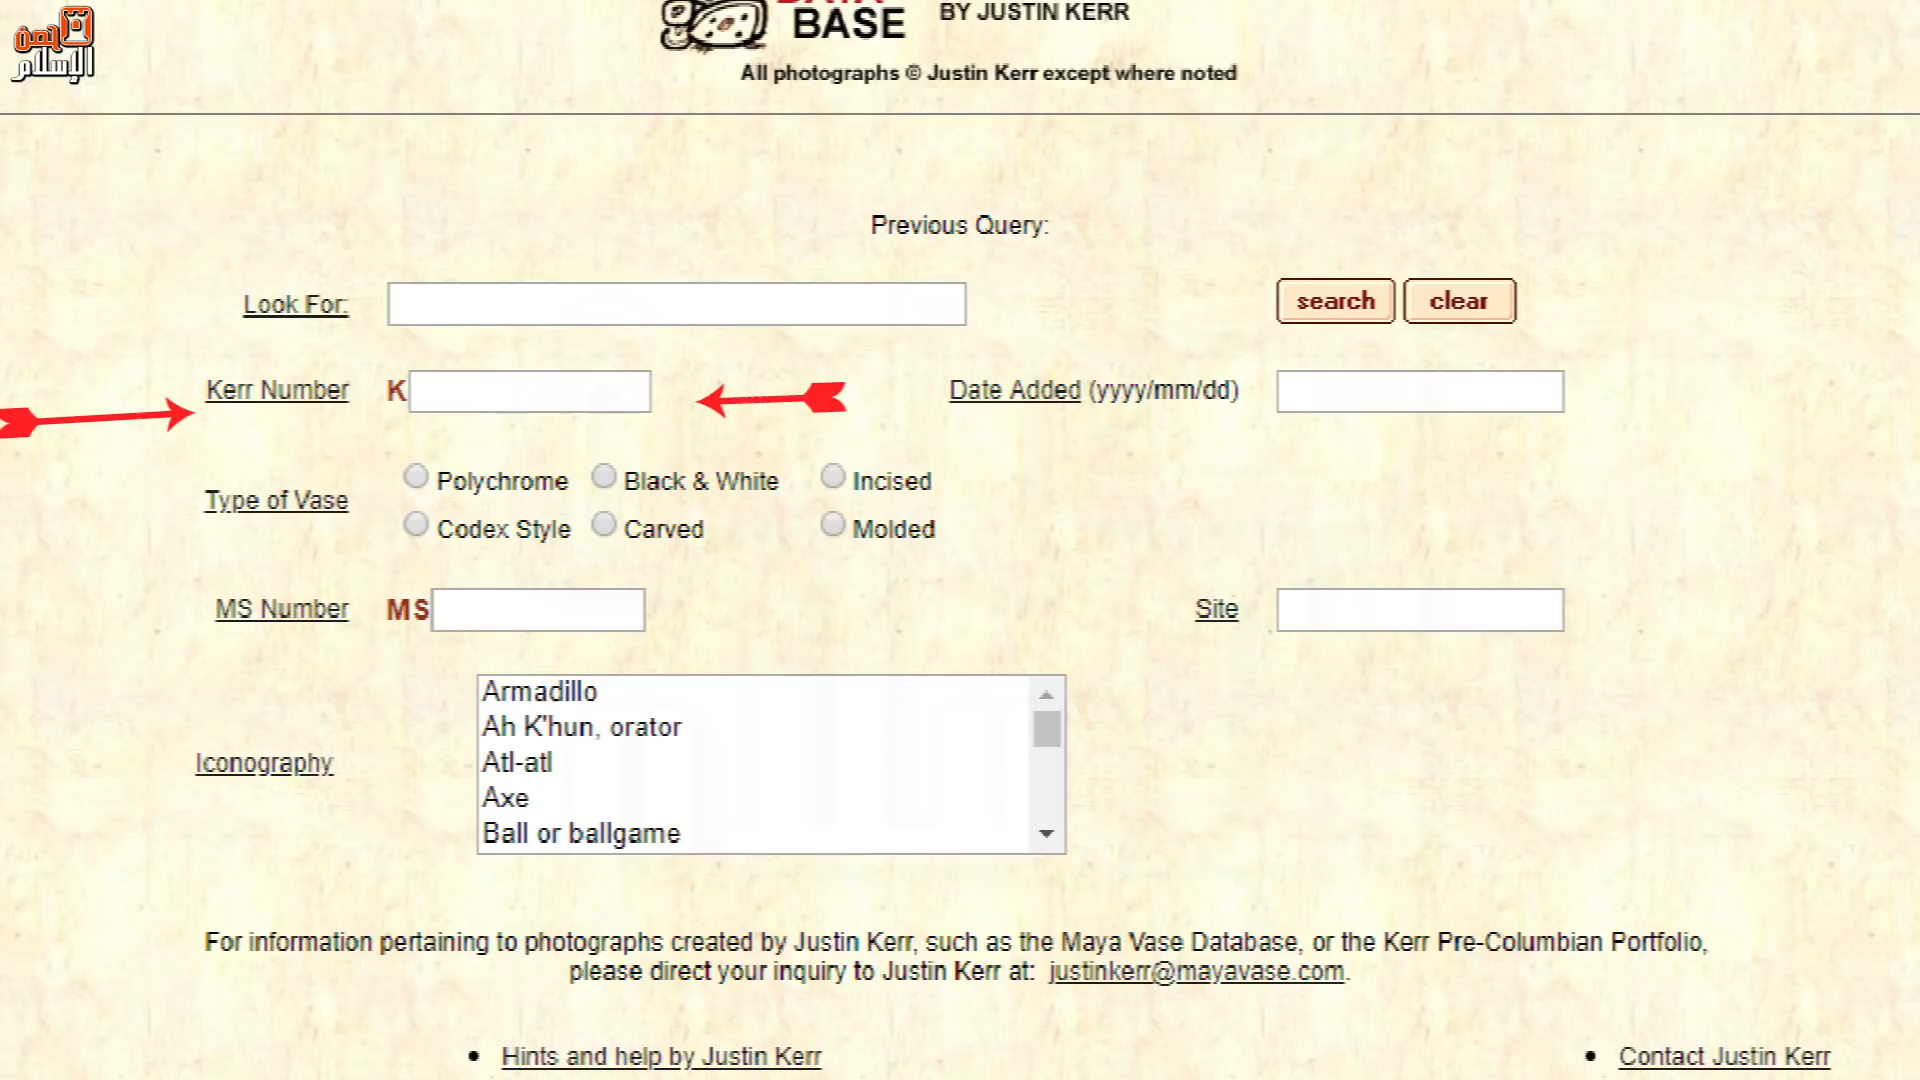 حصن
الإسلام
BASE
BY JUSTIN KERR
All photographs © Justin Kerr except where noted
Previous Query:
Look For:
search clear
Kerr Number K
Date Added (yyyy/mm/dd)
Type of Vase
Polychrome Black & White Incised
Codex Style Carved Molded
MS Number MS
Site
Iconography
Armadillo
Ah K'hun, orator
Atl-atl
Axe
Ball or ballgame
For information pertaining to photographs created by Justin Kerr, such as the Maya Vase Database, or the Kerr Pre-Columbian Portfolio,
please direct your inquiry to Justin Kerr at: justinkerr@mayavase.com.
• Hints and help by Justin Kerr
• Contact Justin Kerr